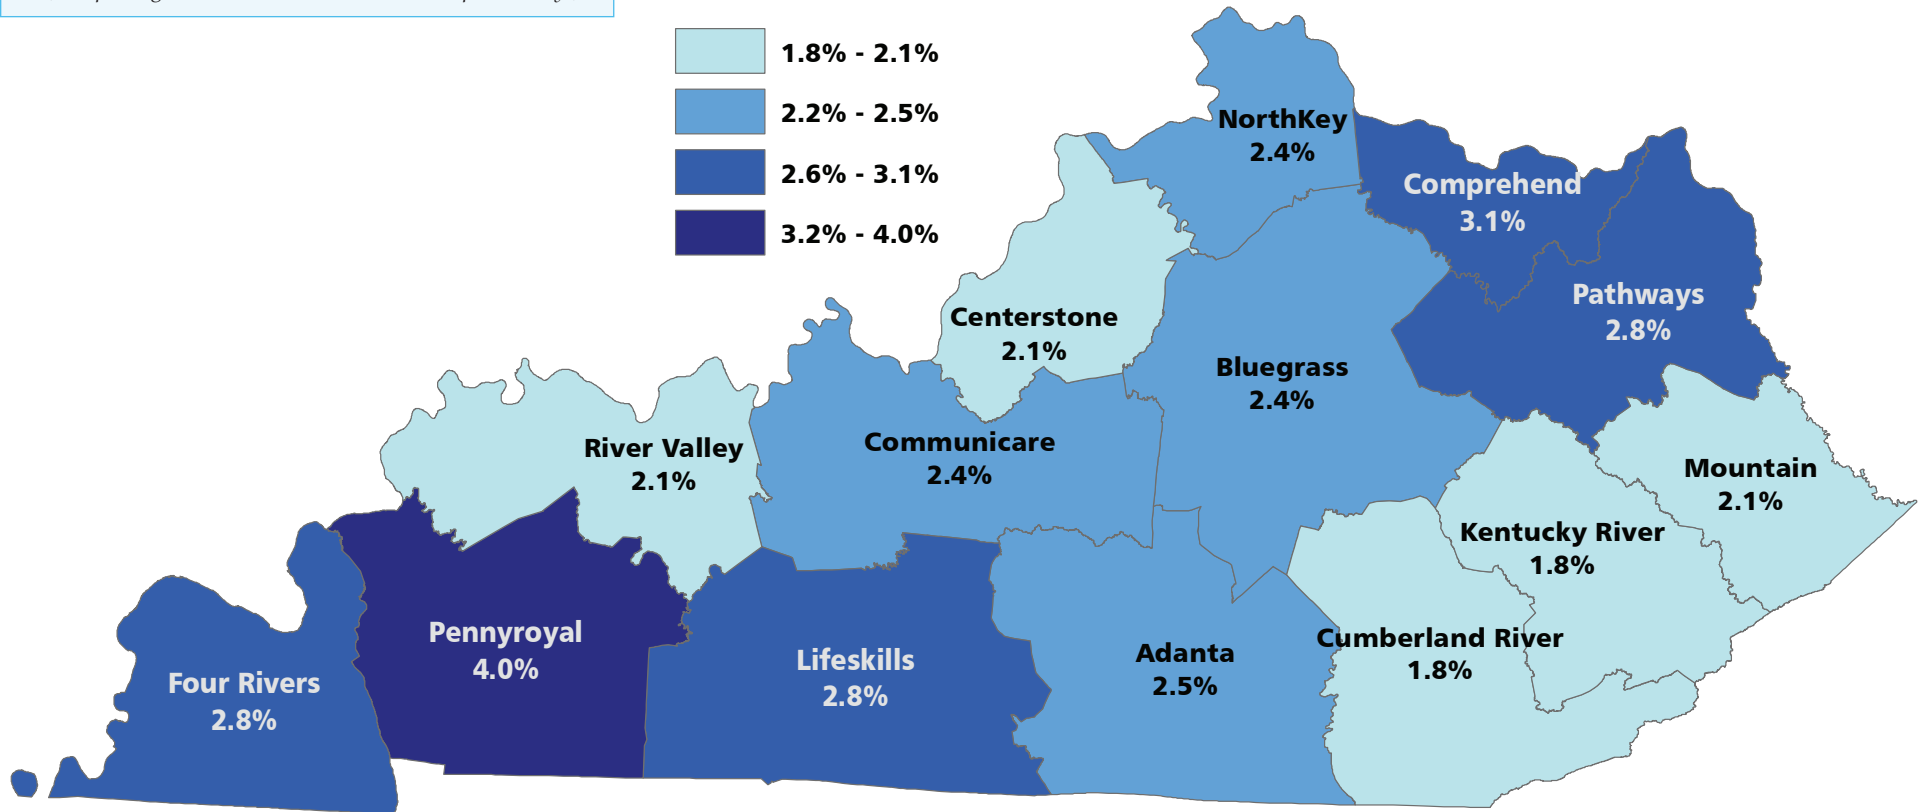 1.8% - 2.1%
2.2% - 2.5%
2.6% - 3.1%
3.2% - 4.0%
NorthKey
2.4%
Comprehend
3.1%
Pathways
2.8%
Centerstone
2.1%
Bluegrass
2.4%
River Valley
2.1%
Communicare
2.4%
Mountain
2.1%
Kentucky River
1.8%
Pennyroyal
4.0%
Cumberland River
1.8%
Lifeskills
2.8%
Adanta
2.5%
Four Rivers
2.8%